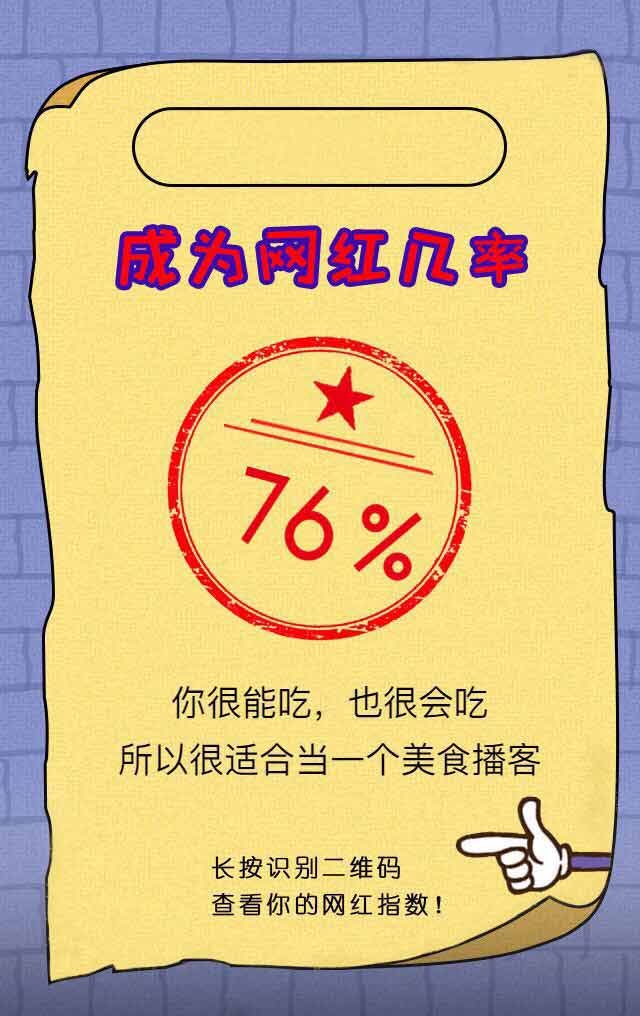 成为网红几率
76%
你很能吃，也很会吃
所以很适合当一个美食播客
长按识别二维码
查看你的网红指数！